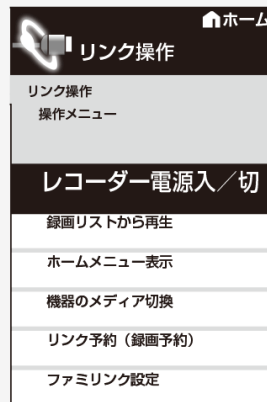 ホーム
リンク操作
リンク操作
操作メニュー
レコーダー電源入／切
録画リストから再生
ホームメニュー表示
機器のメディア切換
リンク予約（録画予約）
ファミリンク設定